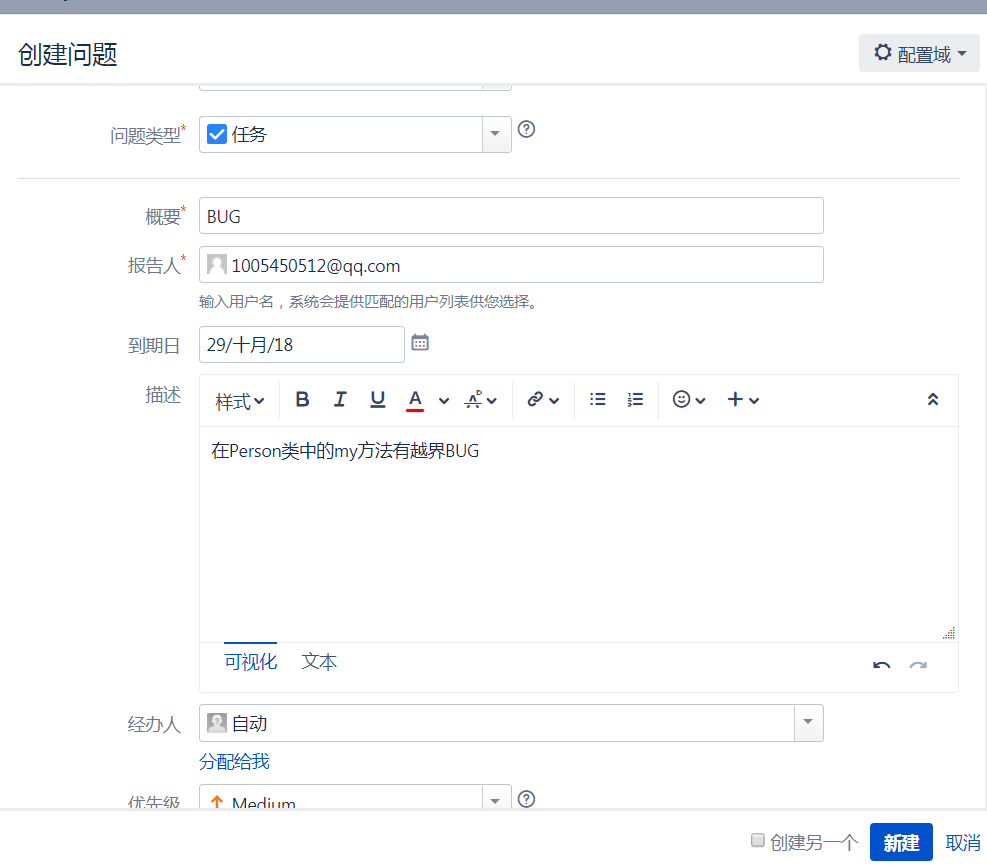 创建问题
配置域
问题类型*
任务
概要*
BUG
报告人*
1005450512@qq.com
输入用户名，系统会提供匹配的用户列表供您选择。
到期日
29/十月/18
描述
样式
B I U A
在Person类中的my方法有越界BUG
可视化 文本
经办人
自动
分配给我
优先级
Medium
创建另一个 新建 取消